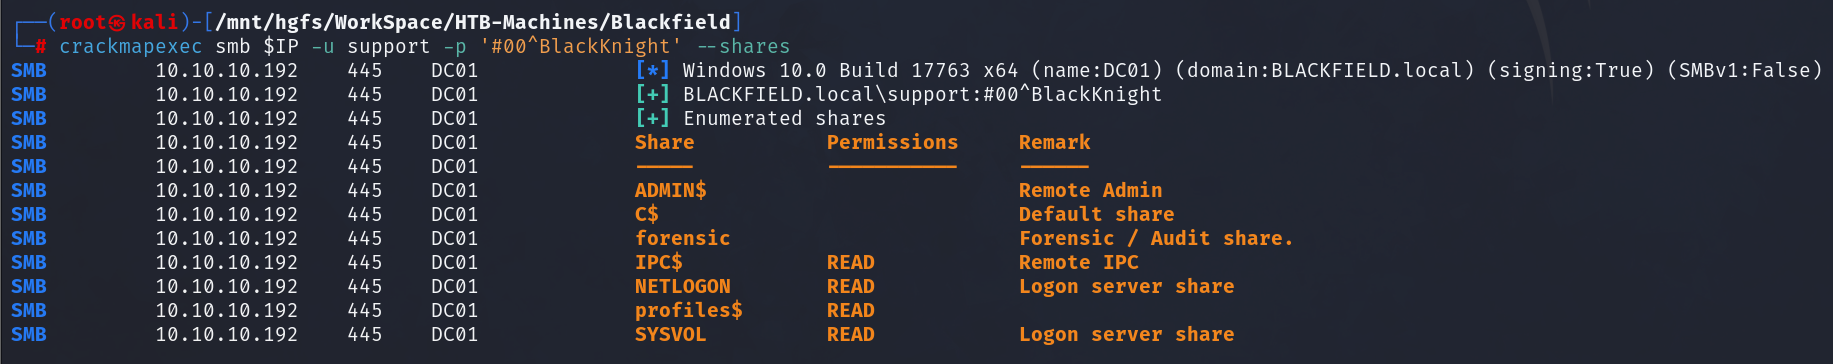 ┌──(root㉿kali)-[/mnt/hgfs/WorkSpace/HTB-Machines/Blackfield]
└─# crackmapexec smb $IP -u support -p '#00^BlackKnight' --shares
SMB         10.10.10.192    445    DC01             [*] Windows 10.0 Build 17763 x64 (name:DC01) (domain:BLACKFIELD.local) (signing:True) (SMBv1:False)
SMB         10.10.10.192    445    DC01             [+] BLACKFIELD.local\support:#00^BlackKnight
SMB         10.10.10.192    445    DC01             [+] Enumerated shares
SMB         10.10.10.192    445    DC01             Share           Permissions     Remark
SMB         10.10.10.192    445    DC01             -----           -----------     ------
SMB         10.10.10.192    445    DC01             ADMIN$                          Remote Admin
SMB         10.10.10.192    445    DC01             C$                              Default share
SMB         10.10.10.192    445    DC01             forensic                        Forensic / Audit share.
SMB         10.10.10.192    445    DC01             IPC$            READ            Remote IPC
SMB         10.10.10.192    445    DC01             NETLOGON        READ            Logon server share
SMB         10.10.10.192    445    DC01             profiles$       READ
SMB         10.10.10.192    445    DC01             SYSVOL          READ            Logon server share